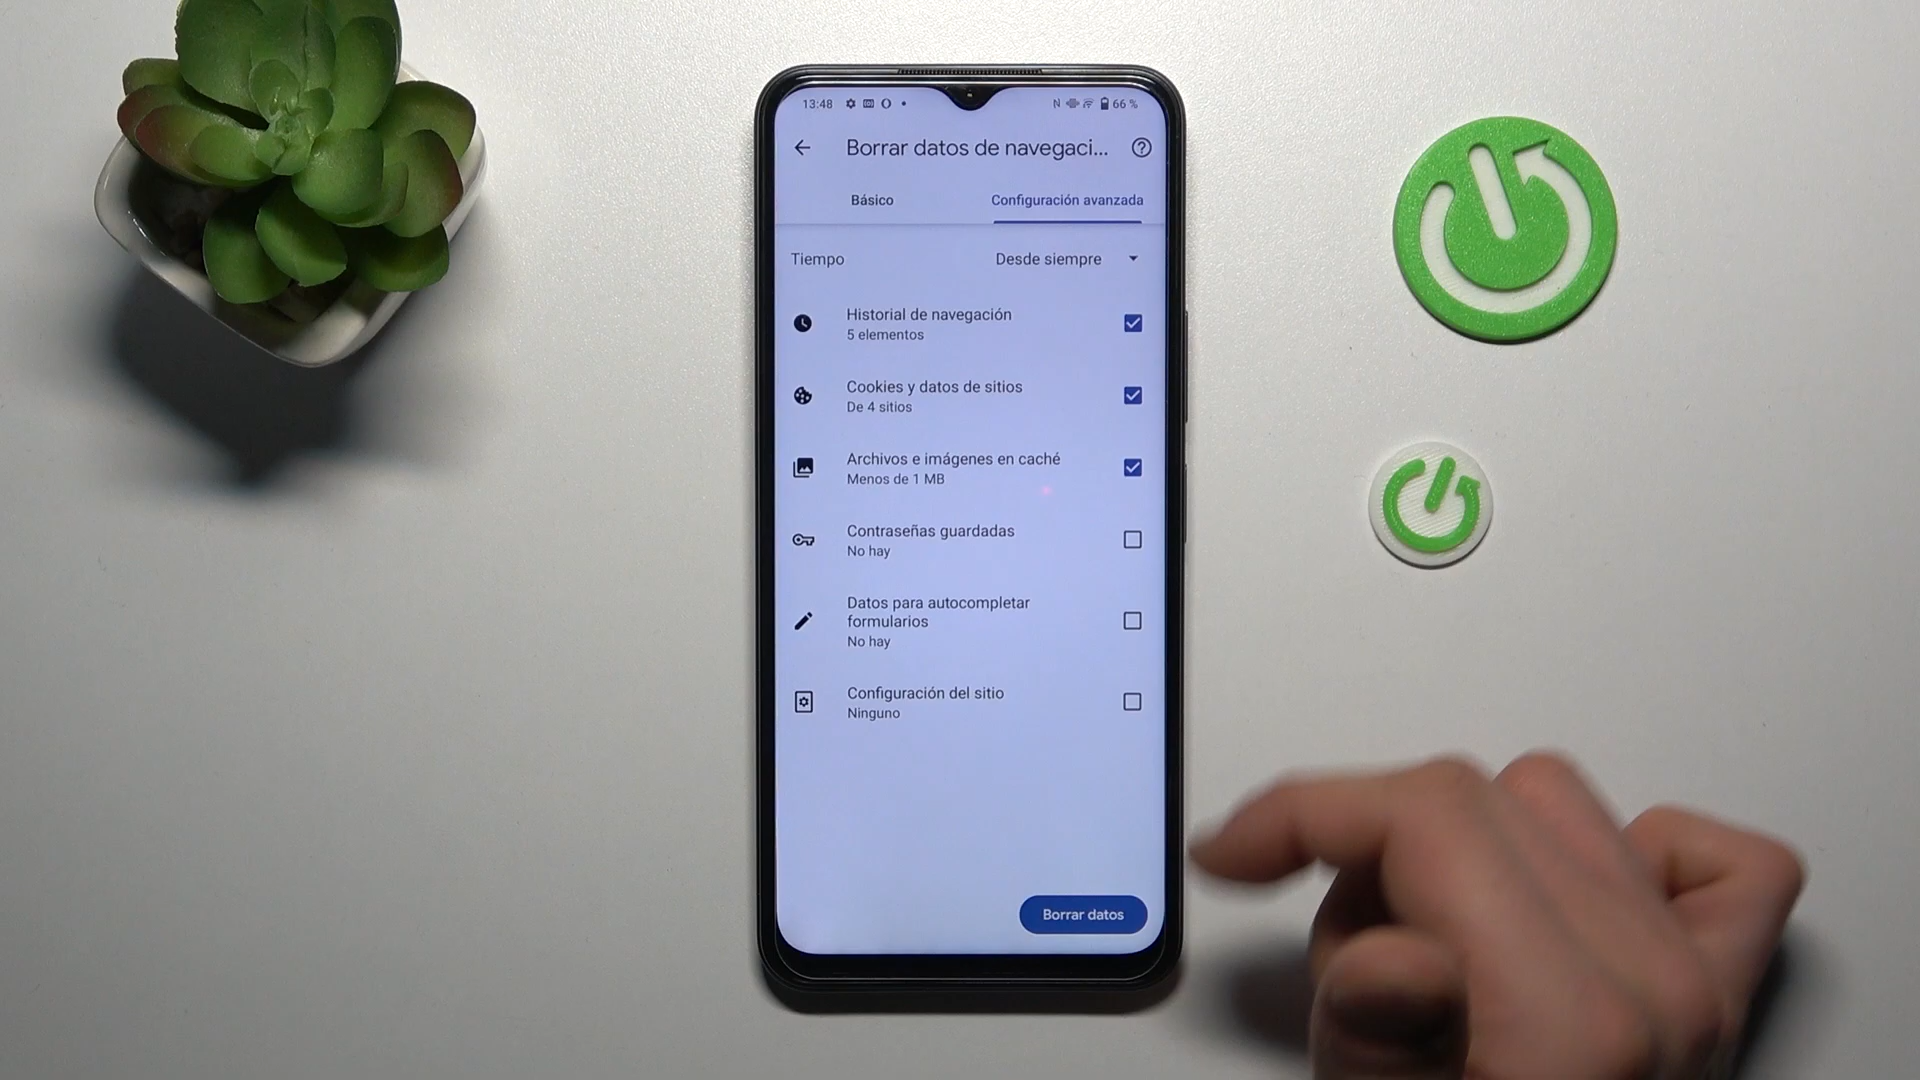 13:48
66 %
Borrar datos de navegaci...
Básico
Configuración avanzada
Tiempo
Desde siempre
Historial de navegación
5 elementos
Cookies y datos de sitios
De 4 sitios
Archivos e imágenes en caché
Menos de 1 MB
Contraseñas guardadas
No hay
Datos para autocompletar
formularios
No hay
Configuración del sitio
Ninguno
Borrar datos